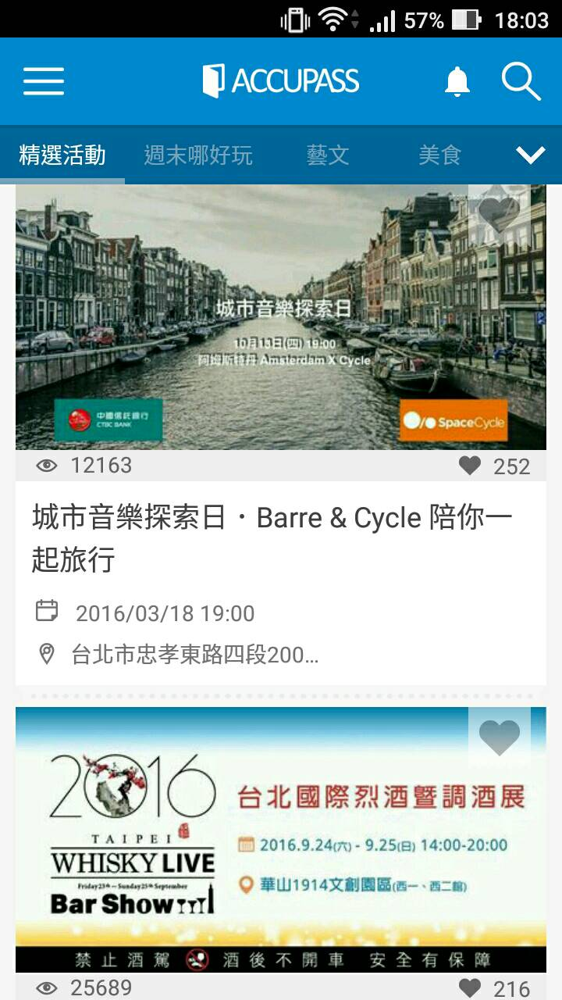 57% 18:03
ACCUPASS
精選活動 週末哪好玩 藝文 美食
城市音樂探索日
10月13日(四) 19:00
阿姆斯特丹 Amsterdam X Cycle
中國信託銀行
CTBC BANK
SpaceCycle
12163 252
城市音樂探索日・Barre & Cycle 陪你一
起旅行
2016/03/18 19:00
台北市忠孝東路四段200…
2016
TAIPEI
WHISKY LIVE
Friday 23th ~ Sunday 25th September
Bar Show
台北國際烈酒暨調酒展
2016.9.24(六) - 9.25(日) 14:00-20:00
華山1914文創園區(西一、西二館)
禁止酒駕 酒後不開車 安全有保障
25689 216